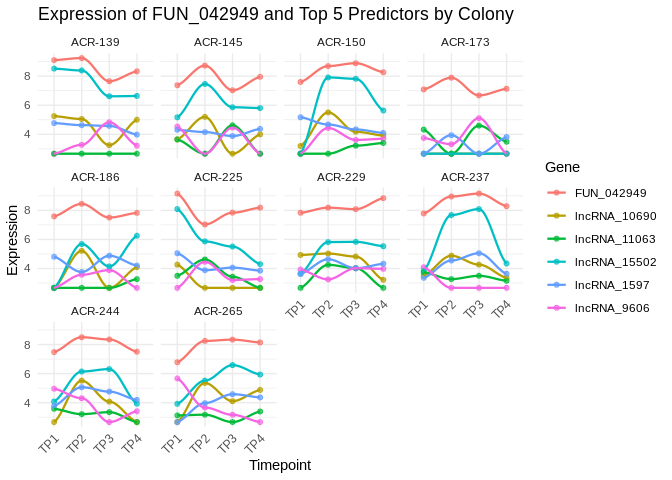 Expression of FUN_042949 and Top 5 Predictors by Colony
ACR-139 ACR-145 ACR-150 ACR-173
8
6
4
ACR-186 ACR-225 ACR-229 ACR-237
8
6
4
TP1 TP2 TP3 TP4 TP1 TP2 TP3 TP4
ACR-244 ACR-265
8
6
4
TP1 TP2 TP3 TP4 TP1 TP2 TP3 TP4
Timepoint
Expression
Gene
FUN_042949
lncRNA_10690
lncRNA_11063
lncRNA_15502
lncRNA_1597
lncRNA_9606